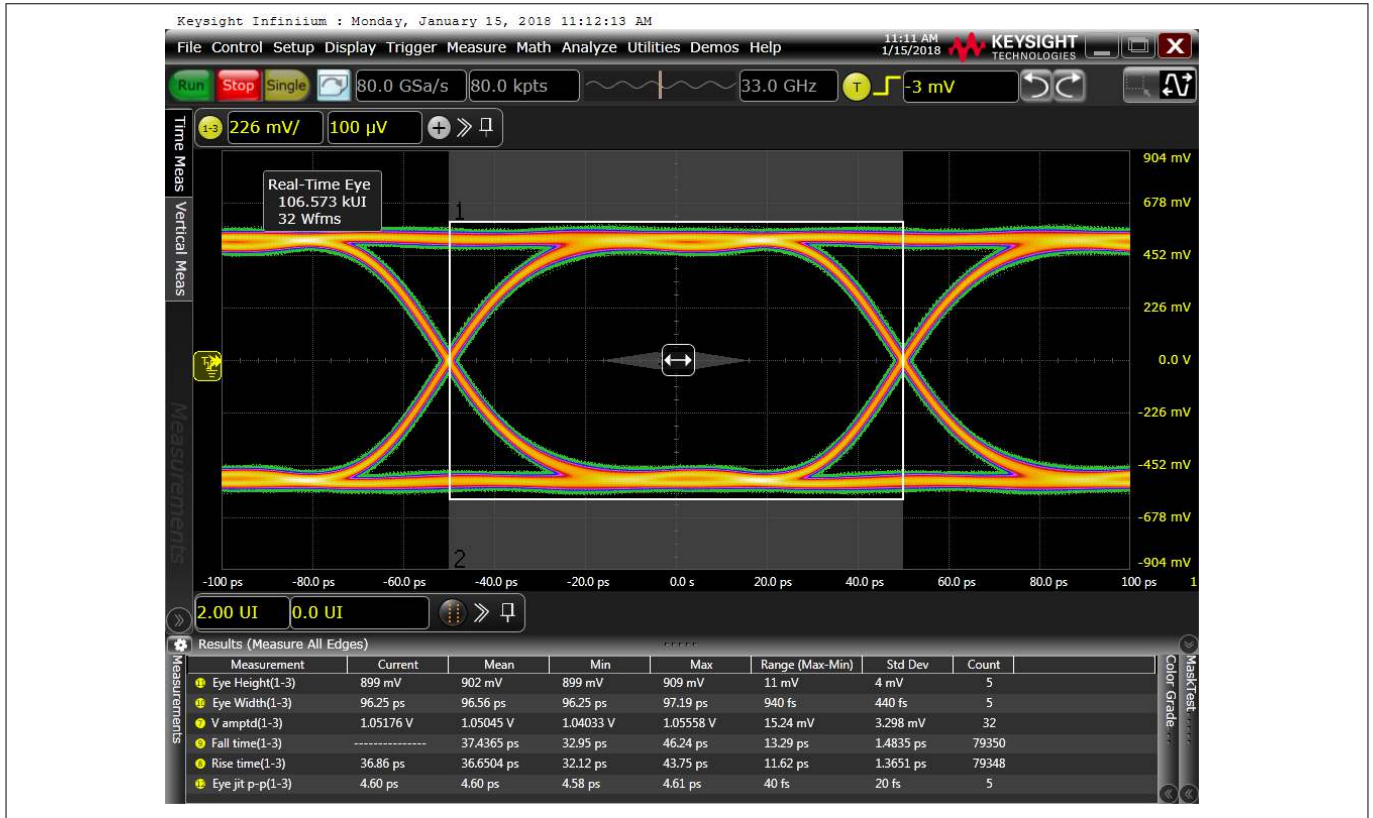 Keysight Infiniium : Monday, January 15, 2018 11:12:13 AM
File Control Setup Display Trigger Measure Math Analyze Utilities Demos Help
11:11 AM
1/15/2018
KEYSIGHT
TECHNOLOGIES
Run Stop Single 80.0 GSa/s 80.0 kpts 33.0 GHz T -3 mV
Time Meas
Vertical Meas
Measurements
1-3 226 mV/ 100 µV
Real-Time Eye
106.573 kUI
32 Wfms
1
2
904 mV
678 mV
452 mV
226 mV
0.0 V
-226 mV
-452 mV
-678 mV
-904 mV
-100 ps -80.0 ps -60.0 ps -40.0 ps -20.0 ps 0.0 s 20.0 ps 40.0 ps 60.0 ps 80.0 ps 100 ps 1
2.00 UI 0.0 UI
Results (Measure All Edges)
Measurements
Measurement Current Mean Min Max Range (Max-Min) Std Dev Count
Eye Height(1-3) 899 mV 902 mV 899 mV 909 mV 11 mV 4 mV 5
Eye Width(1-3) 96.25 ps 96.56 ps 96.25 ps 97.19 ps 940 fs 440 fs 5
V amptd(1-3) 1.05176 V 1.05045 V 1.04033 V 1.05558 V 15.24 mV 3.298 mV 32
Fall time(1-3) --------------- 37.4365 ps 32.95 ps 46.24 ps 13.29 ps 1.4835 ps 79350
Rise time(1-3) 36.86 ps 36.6504 ps 32.12 ps 43.75 ps 11.62 ps 1.3651 ps 79348
Eye jit p-p(1-3) 4.60 ps 4.60 ps 4.58 ps 4.61 ps 40 fs 20 fs 5
Color Grade
MaskTest